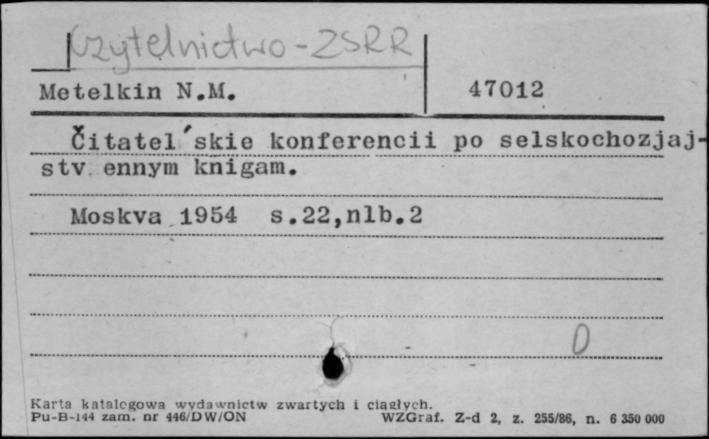 Czytelnictwo-ZSRR
Metelkin N.M. 47012
Čitatel'skie konferencii po selskochozjaj-
stv ennym knigam.
Moskva 1954 s.22,nlb.2
0
Karta katalogowa wydawnictw zwartych i ciągłych.
Pu-B-144 zam. nr 446/DW/ON WZGraf. Z-d 2, z. 255/86, n. 6 350 000